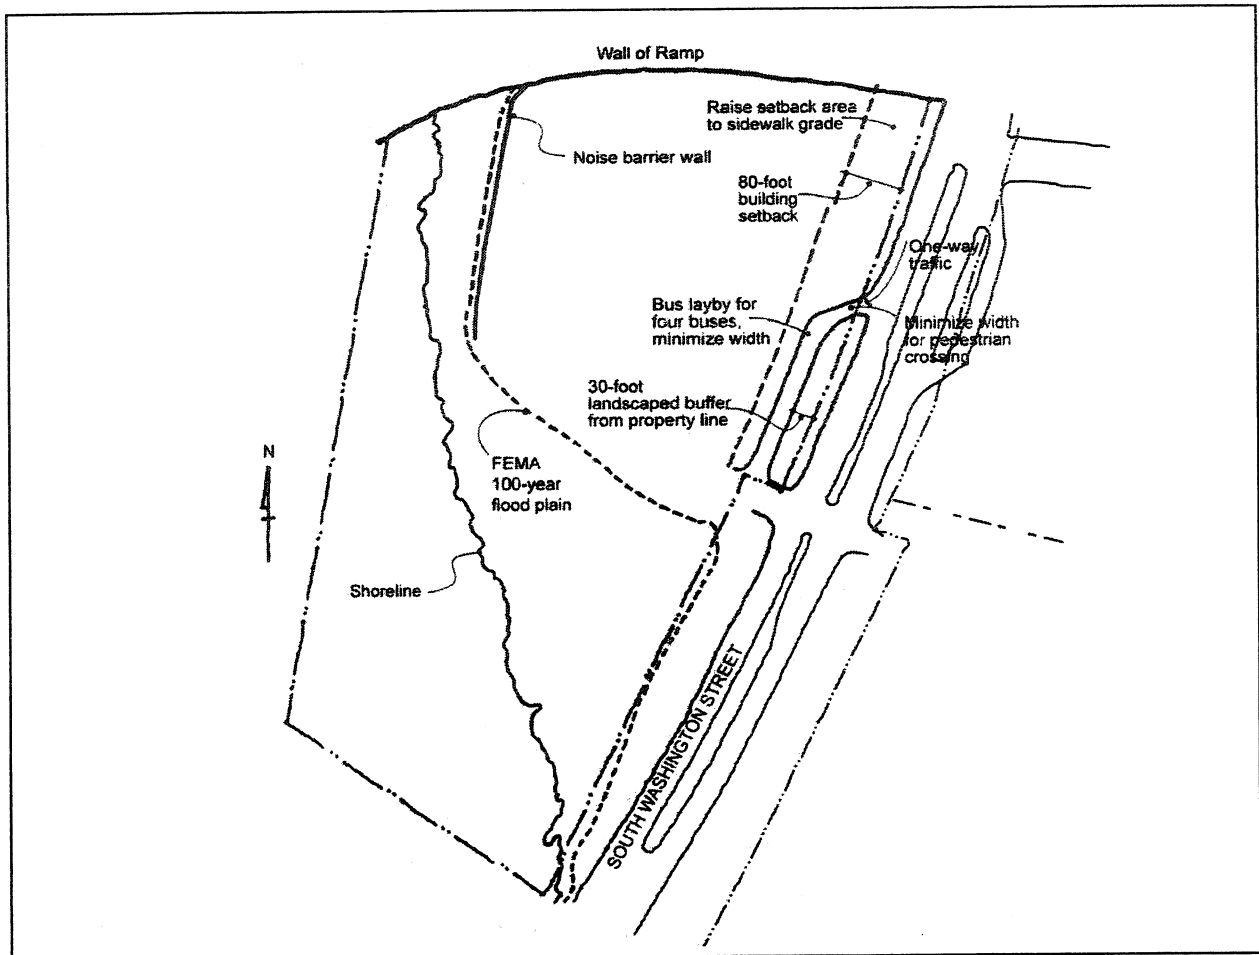 Wall of Ramp
Raise setback area
to sidewalk grade
Noise barrier wall
80-foot
building
setback
One-way
traffic
Bus layby for
four buses,
minimize width
Minimize width
for pedestrian
crossing
30-foot
landscaped buffer
from property line
N
FEMA
100-year
flood plain
Shoreline
SOUTH WASHINGTON STREET